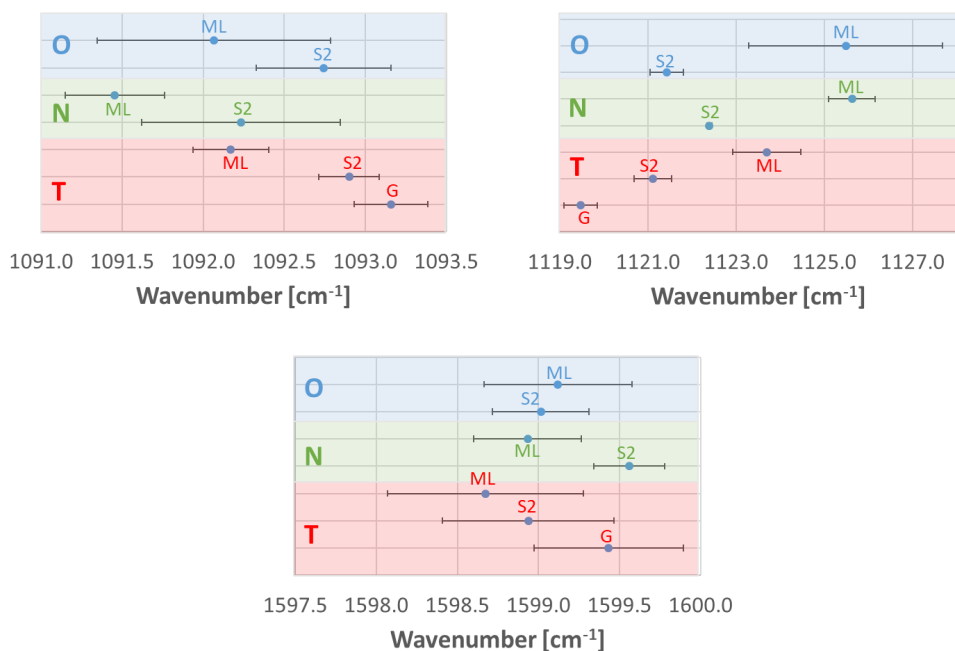 O
ML
S2
N
ML
S2
T
ML
S2
G
1091.0 1091.5 1092.0 1092.5 1093.0 1093.5
Wavenumber [cm⁻¹]
O
ML
S2
N
ML
S2
T
ML
S2
G
1119.0 1121.0 1123.0 1125.0 1127.0
Wavenumber [cm⁻¹]
O
ML
S2
N
ML
S2
T
ML
S2
G
1597.5 1598.0 1598.5 1599.0 1599.5 1600.0
Wavenumber [cm⁻¹]